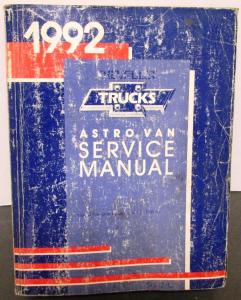 1992
TRUCKS
ASTRO VAN
SERVICE
MANUAL